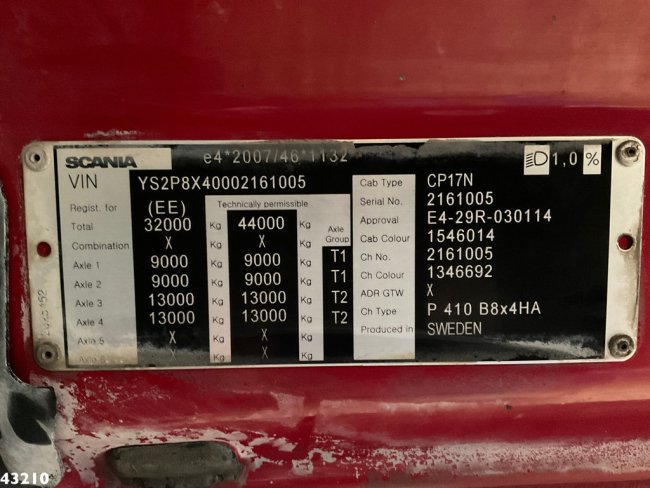 SCANIA e4*2007/46*1132 1,0 %
VIN YS2P8X40002161005
Regist. for (EE) Technically permissible
Total 32000 Kg 44000 Kg Axle Group
Combination X Kg X Kg
Axle 1 9000 Kg 9000 Kg T1
Axle 2 9000 Kg 9000 Kg T1
Axle 3 13000 Kg 13000 Kg T2
Axle 4 13000 Kg 13000 Kg T2
Axle 5 X Kg X Kg
X Kg X Kg
Cab Type CP17N
Serial No. 2161005
Approval E4-29R-030114
Cab Colour 1546014
Ch No. 2161005
Ch Colour 1346692
ADR GTW X
Ch Type P 410 B8x4HA
Produced in SWEDEN
43210